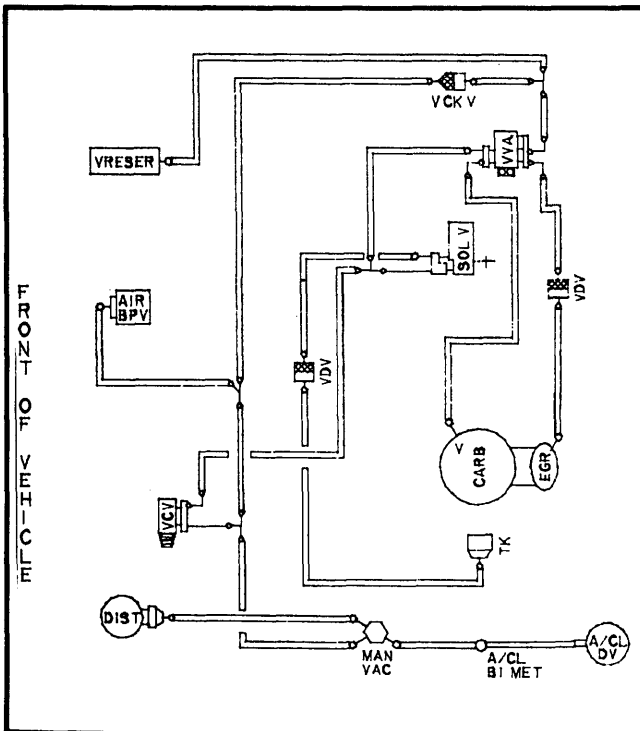 VCKV
VRESER
VVA
SOL V
VDV
AIR
BPV
VDV
FRONT OF VEHICLE
V
CARB
EGR
VCV
TK
DIST
MAN
VAC
A/CL
BI MET
A/CL
DV